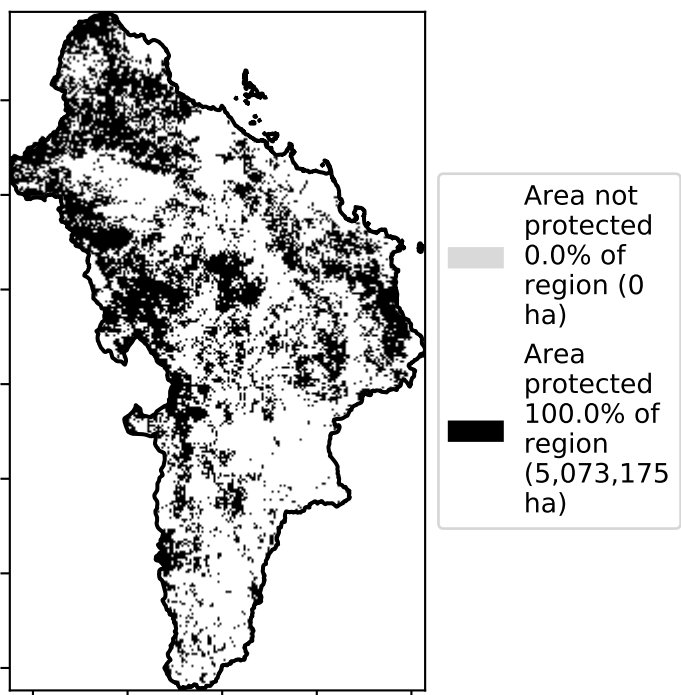 Area not
protected
0.0% of
region (0
ha)
Area
protected
100.0% of
region
(5,073,175
ha)